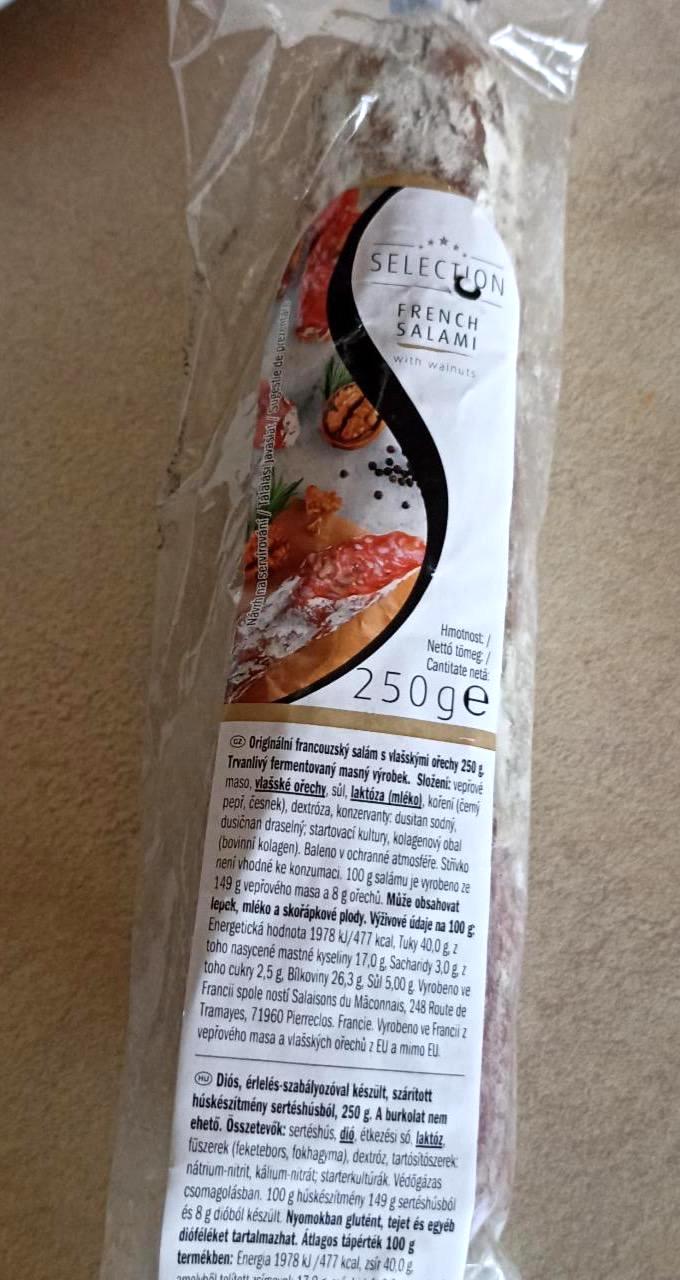 SELECTION
FRENCH
SALAMI
with walnuts
Návrh na servírování / Tálalási javaslat / Sugestie de prezentare
Hmotnost: /
Nettó tömeg: /
Cantitate netă:
250 g e
CZ Originální francouzský salám s vlašskými ořechy 250 g.
Trvanlivý fermentovaný masný výrobek. Složení: vepřové
maso, vlašské ořechy, sůl, laktóza (mléko), koření (černý
pepř, česnek), dextróza, konzervanty: dusitan sodný,
dusičnan draselný; startovací kultury, kolagenový obal
(bovinní kolagen). Baleno v ochranné atmosféře. Střívko
není vhodné ke konzumaci. 100 g salámu je vyrobeno ze
149 g vepřového masa a 8 g ořechů. Může obsahovat
lepek, mléko a skořápkové plody. Výživové údaje na 100 g:
Energetická hodnota 1978 kJ/477 kcal, Tuky 40,0 g, z
toho nasycené mastné kyseliny 17,0 g, Sacharidy 3,0 g, z
toho cukry 2,5 g, Bílkoviny 26,3 g, Sůl 5,00 g. Vyrobeno ve
Francii spole ností Salaisons du Mâconnais, 248 Route de
Tramayes, 71960 Pierreclos. Francie. Vyrobeno ve Francii z
vepřového masa a vlašských ořechů z EU a mimo EU.
HU Diós, érlelés-szabályozóval készült, szárított
húskészítmény sertéshúsból, 250 g. A burkolat nem
ehető. Összetevők: sertéshús, dió, étkezési só, laktóz,
fűszerek (feketebors, fokhagyma), dextróz, tartósítószerek:
nátrium-nitrit, kálium-nitrát; starterkultúrák. Védőgázas
csomagolásban. 100 g húskészítmény 149 g sertéshúsból
és 8 g dióból készült. Nyomokban glutént, tejet és egyéb
dióféléket tartalmazhat. Átlagos tápérték 100 g
termékben: Energia 1978 kJ /477 kcal, zsír 40,0 g,
amelyből telített